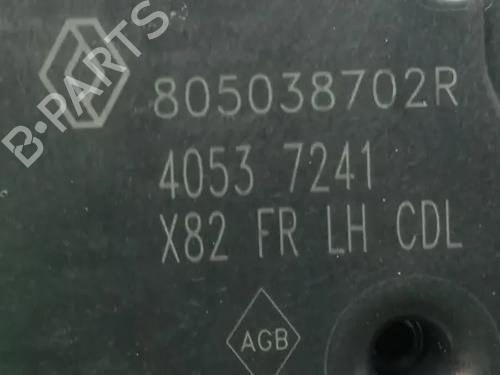 B-PARTS
805038702R
4053 7241
X82 FR LH CDL
AGB